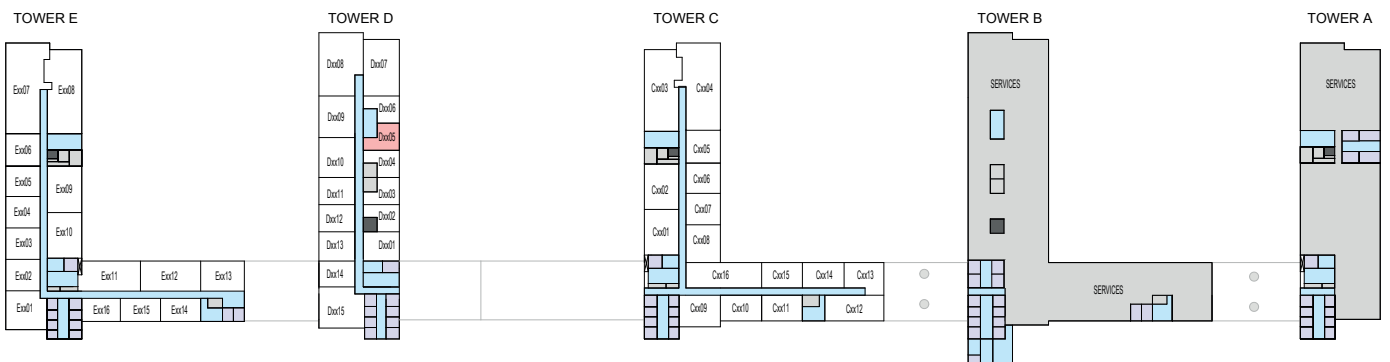 TOWER E
TOWER D
TOWER C
TOWER B
TOWER A
Exx07
Exx08
Exx06
Exx05
Exx09
Exx04
Exx03
Exx10
Exx02
Exx11
Exx12
Exx13
Exx01
Exx16
Exx15
Exx14
Dxx08
Dxx07
Dxx09
Dxx06
Dxx05
Dxx10
Dxx04
Dxx11
Dxx03
Dxx12
Dxx02
Dxx13
Dxx01
Dxx14
Dxx15
Cxx03
Cxx04
Cxx05
Cxx02
Cxx06
Cxx07
Cxx01
Cxx08
Cxx16
Cxx15
Cxx14
Cxx13
Cxx09
Cxx10
Cxx11
Cxx12
SERVICES
SERVICES
SERVICES